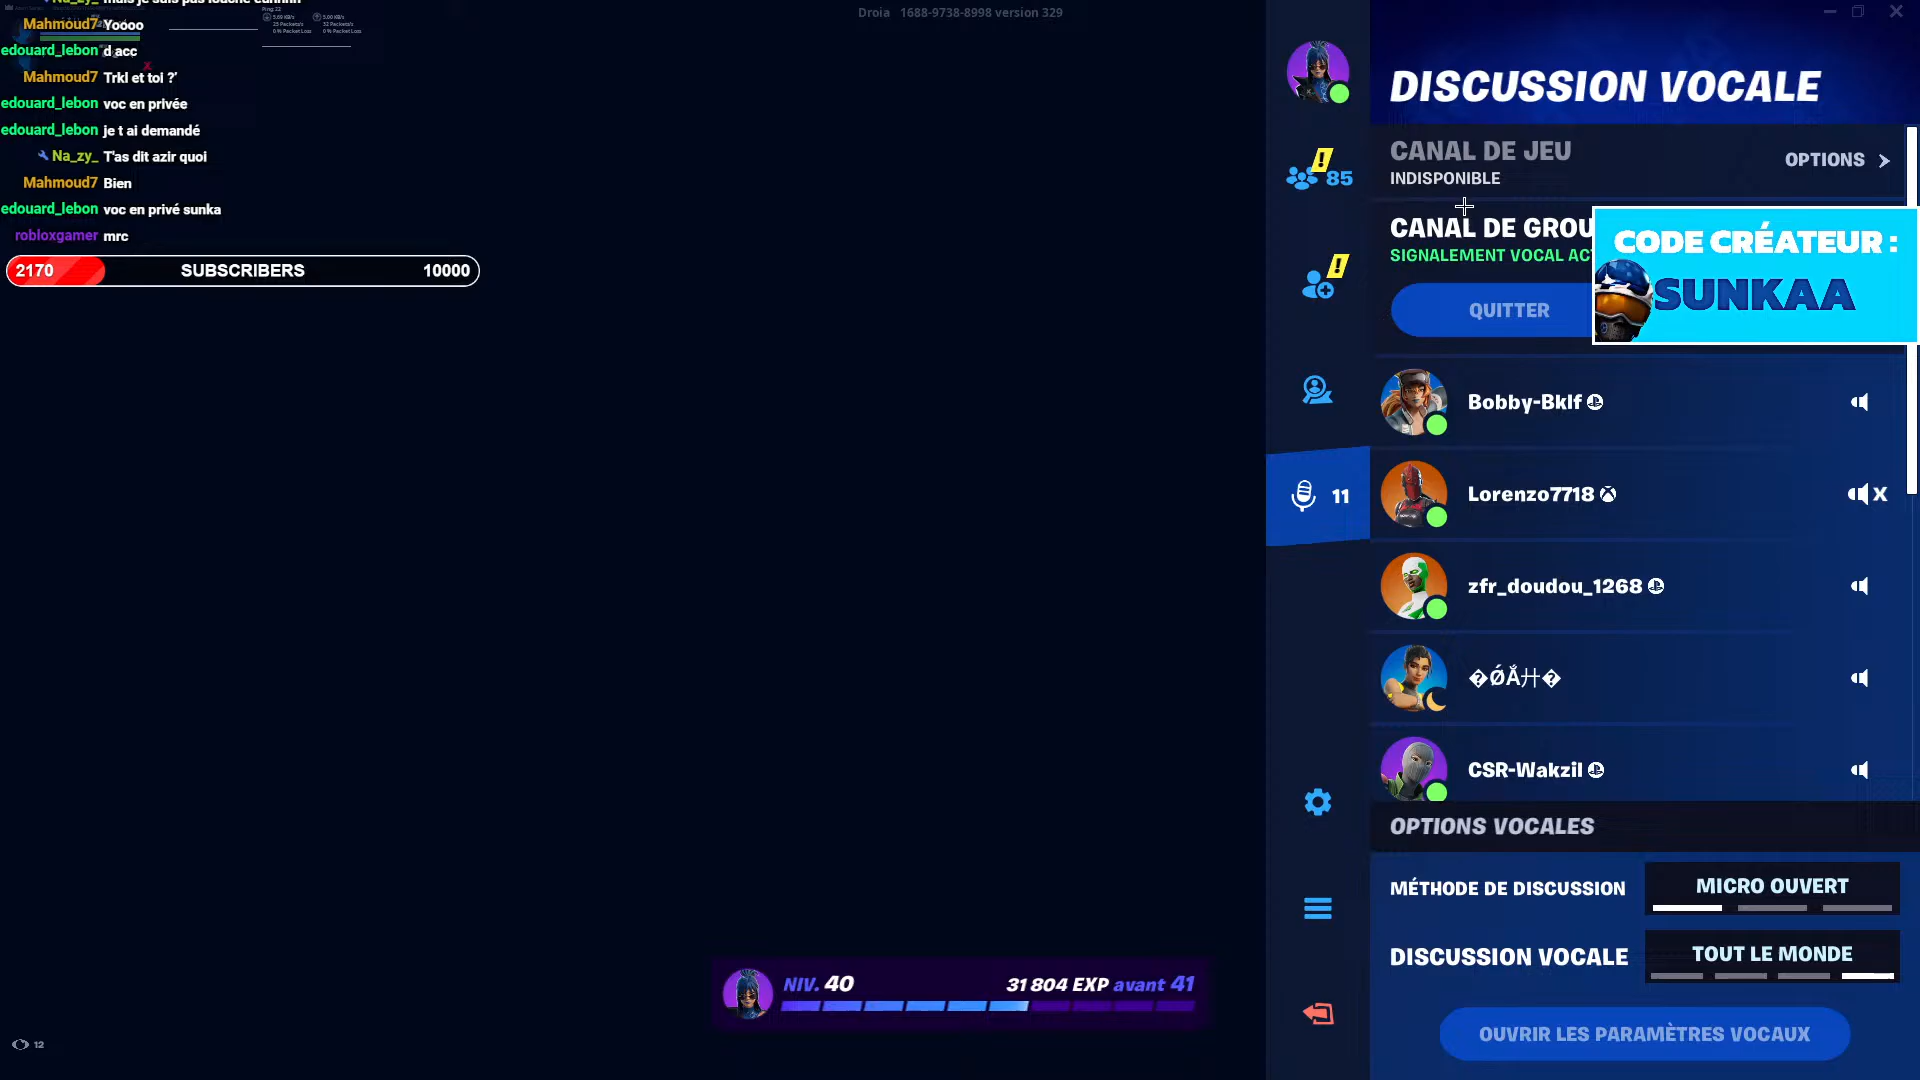 Droia 1688-9738-8998 version 329
Mahmoud7 Yoooo
edouard_lebon d acc
Mahmoud7 Trkl et toi ?'
edouard_lebon voc en privée
edouard_lebon je t ai demandé
Na_zy_ T'as dit azir quoi
Mahmoud7 Bien
edouard_lebon voc en privé sunka
robloxgamer mrc
2170 SUBSCRIBERS 10000
DISCUSSION VOCALE
CANAL DE JEU
INDISPONIBLE
OPTIONS
CANAL DE GROU
SIGNALEMENT VOCAL AC
QUITTER
CODE CRÉATEUR :
SUNKAA
85
11
Bobby-Bklf
Lorenzo7718
X
zfr_doudou_1268
CSR-Wakzil
OPTIONS VOCALES
MÉTHODE DE DISCUSSION
MICRO OUVERT
DISCUSSION VOCALE
TOUT LE MONDE
OUVRIR LES PARAMÈTRES VOCAUX
NIV. 40
31 804 EXP avant 41
12